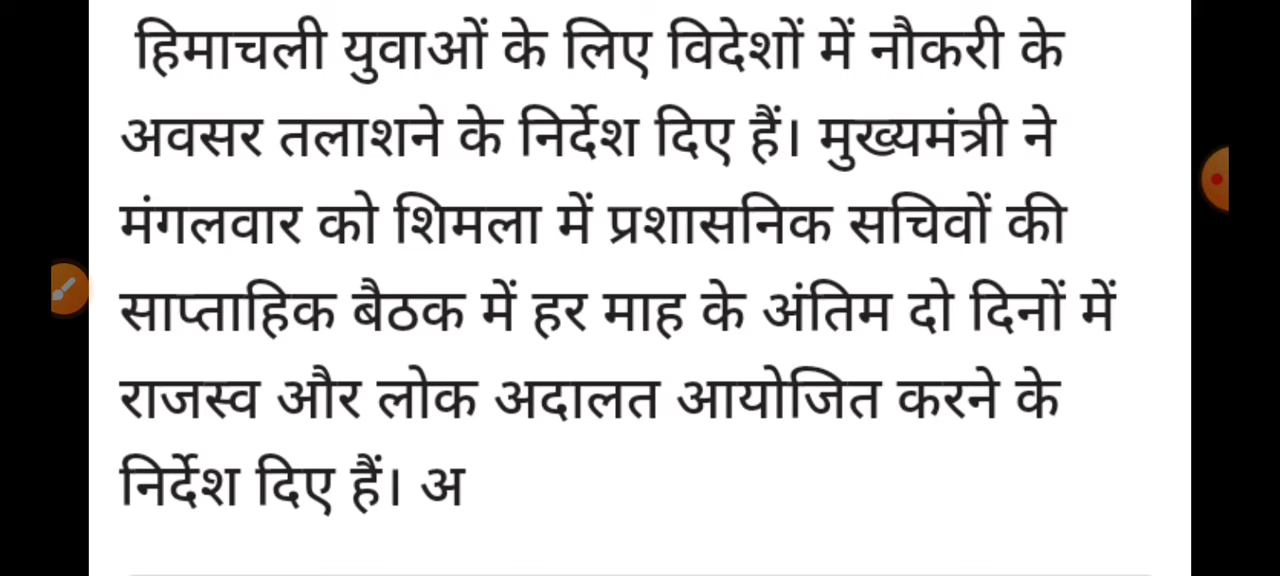 हिमाचली युवाओं के लिए विदेशों में नौकरी के
अवसर तलाशने के निर्देश दिए हैं। मुख्यमंत्री ने
मंगलवार को शिमला में प्रशासनिक सचिवों की
साप्ताहिक बैठक में हर माह के अंतिम दो दिनों में
राजस्व और लोक अदालत आयोजित करने के
निर्देश दिए हैं। अ